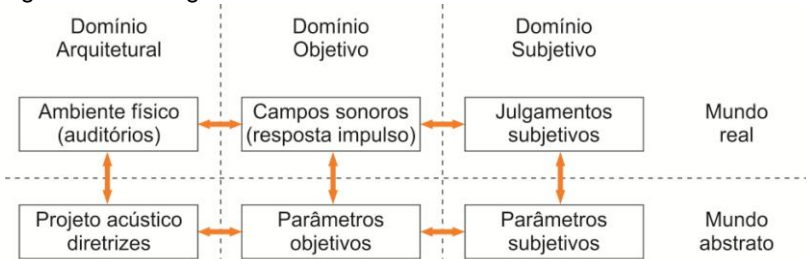 Domínio
Arquitetural
Domínio
Objetivo
Domínio
Subjetivo
Ambiente físico
(auditórios)
Campos sonoros
(resposta impulso)
Julgamentos
subjetivos
Mundo
real
Projeto acústico
diretrizes
Parâmetros
objetivos
Parâmetros
subjetivos
Mundo
abstrato